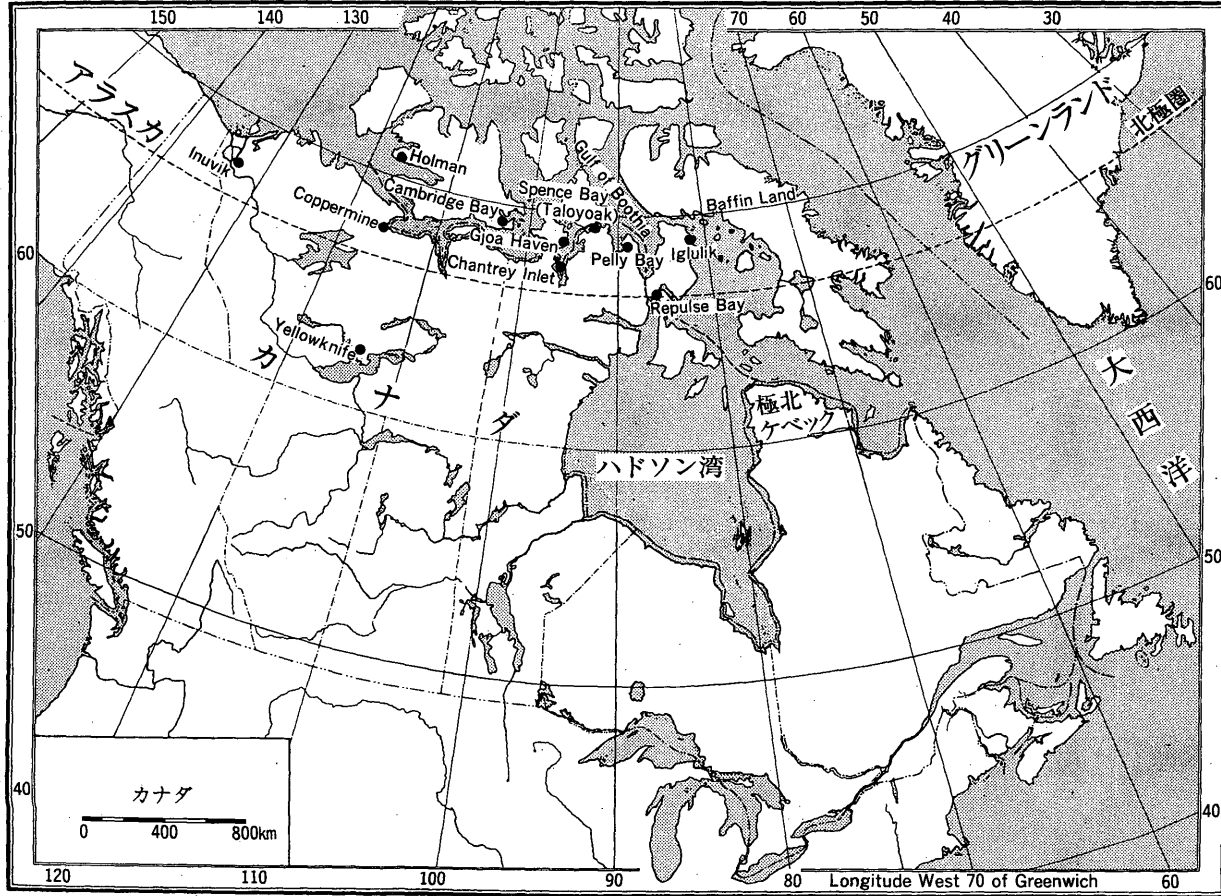 150
140
130
70
60
50
40
30
アラスカ
グリーンランド
北極圏
Inuvik
Holman
Gulf of Boothia
Coppermine
Cambridge Bay
Spence Bay
(Taloyoak)
Baffin Land
Gjoa Haven
Pelly Bay
Iglulik
Chantrey Inlet
Repulse Bay
60
60
Yellowknife
カナダ
極北
ケベック
大西洋
ハドソン湾
50
50
カナダ
0
400
800km
40
40
120
110
100
90
80
Longitude West 70 of Greenwich
60